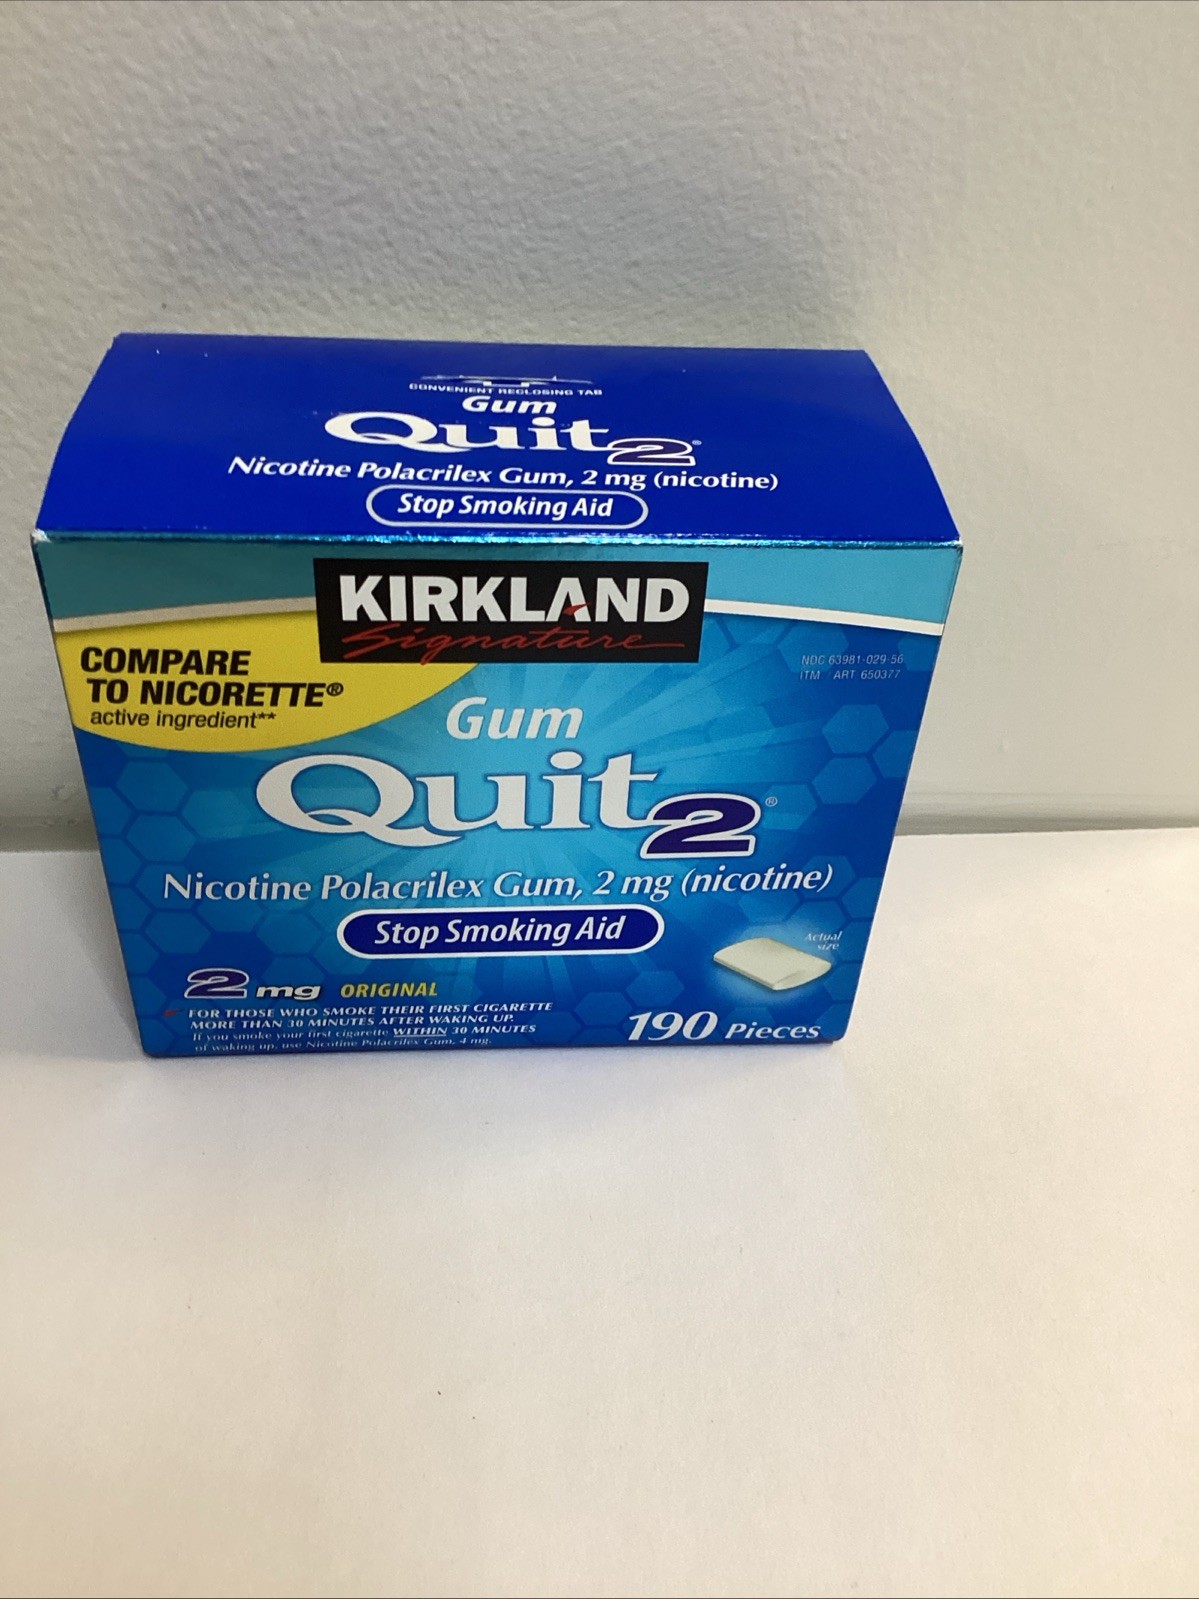 CONVENIENT RECLOSING TAB
Gum
Quit2®
Nicotine Polacrilex Gum, 2 mg (nicotine)
Stop Smoking Aid
KIRKLAND
Signature
COMPARE
TO NICORETTE®
active ingredient**
NDC 63981-029-56
ITM / ART 650377
Gum
Quit2®
Nicotine Polacrilex Gum, 2 mg (nicotine)
Stop Smoking Aid
Actual
size
2 mg ORIGINAL
FOR THOSE WHO SMOKE THEIR FIRST CIGARETTE
MORE THAN 30 MINUTES AFTER WAKING UP.
If you smoke your first cigarette WITHIN 30 MINUTES
of waking up, use Nicotine Polacrilex Gum, 4 mg.
190 Pieces